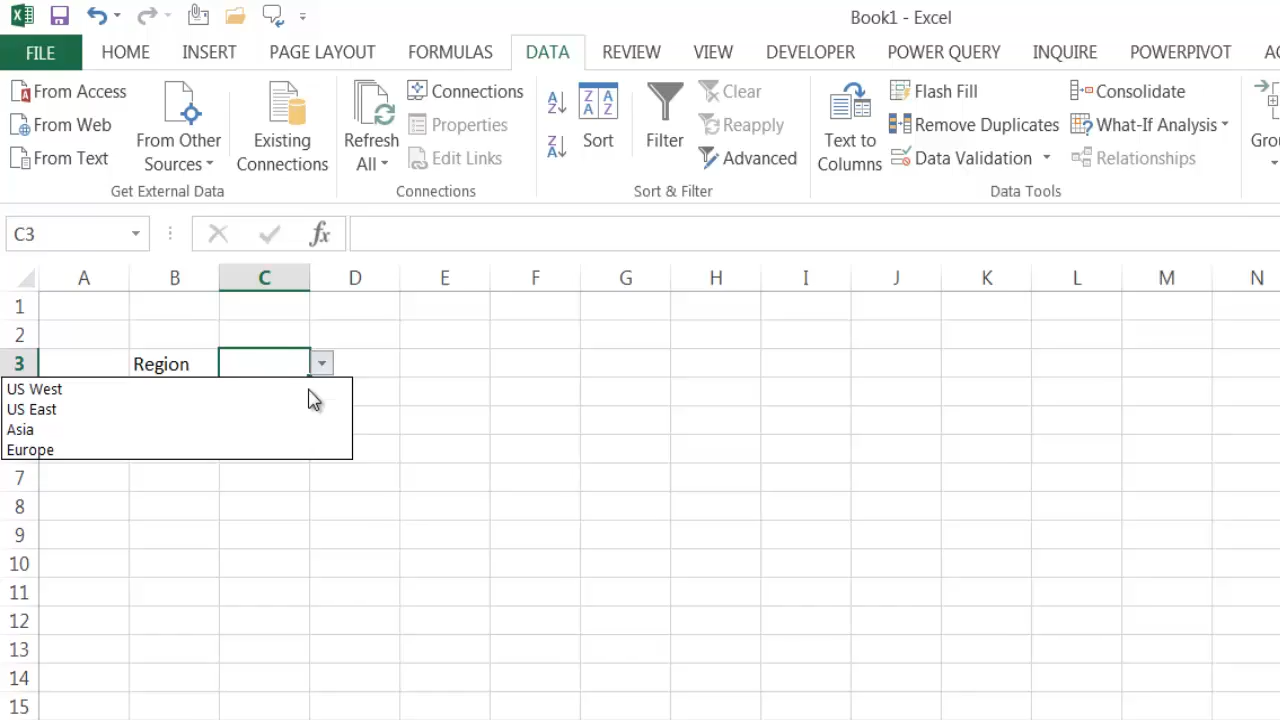 Book1 - Excel
FILE HOME INSERT PAGE LAYOUT FORMULAS DATA REVIEW VIEW DEVELOPER POWER QUERY INQUIRE POWERPIVOT
From Access
From Web
From Text
From Other
Sources
Existing
Connections
Get External Data
Refresh
All
Connections
Properties
Edit Links
Connections
Sort
Filter
Clear
Reapply
Advanced
Sort & Filter
Text to
Columns
Flash Fill
Remove Duplicates
Data Validation
Consolidate
What-If Analysis
Relationships
Data Tools
C3 fx
A B C D E F G H I J K L M N
1
2
3 Region
US West
US East
Asia
Europe
7
8
9
10
11
12
13
14
15